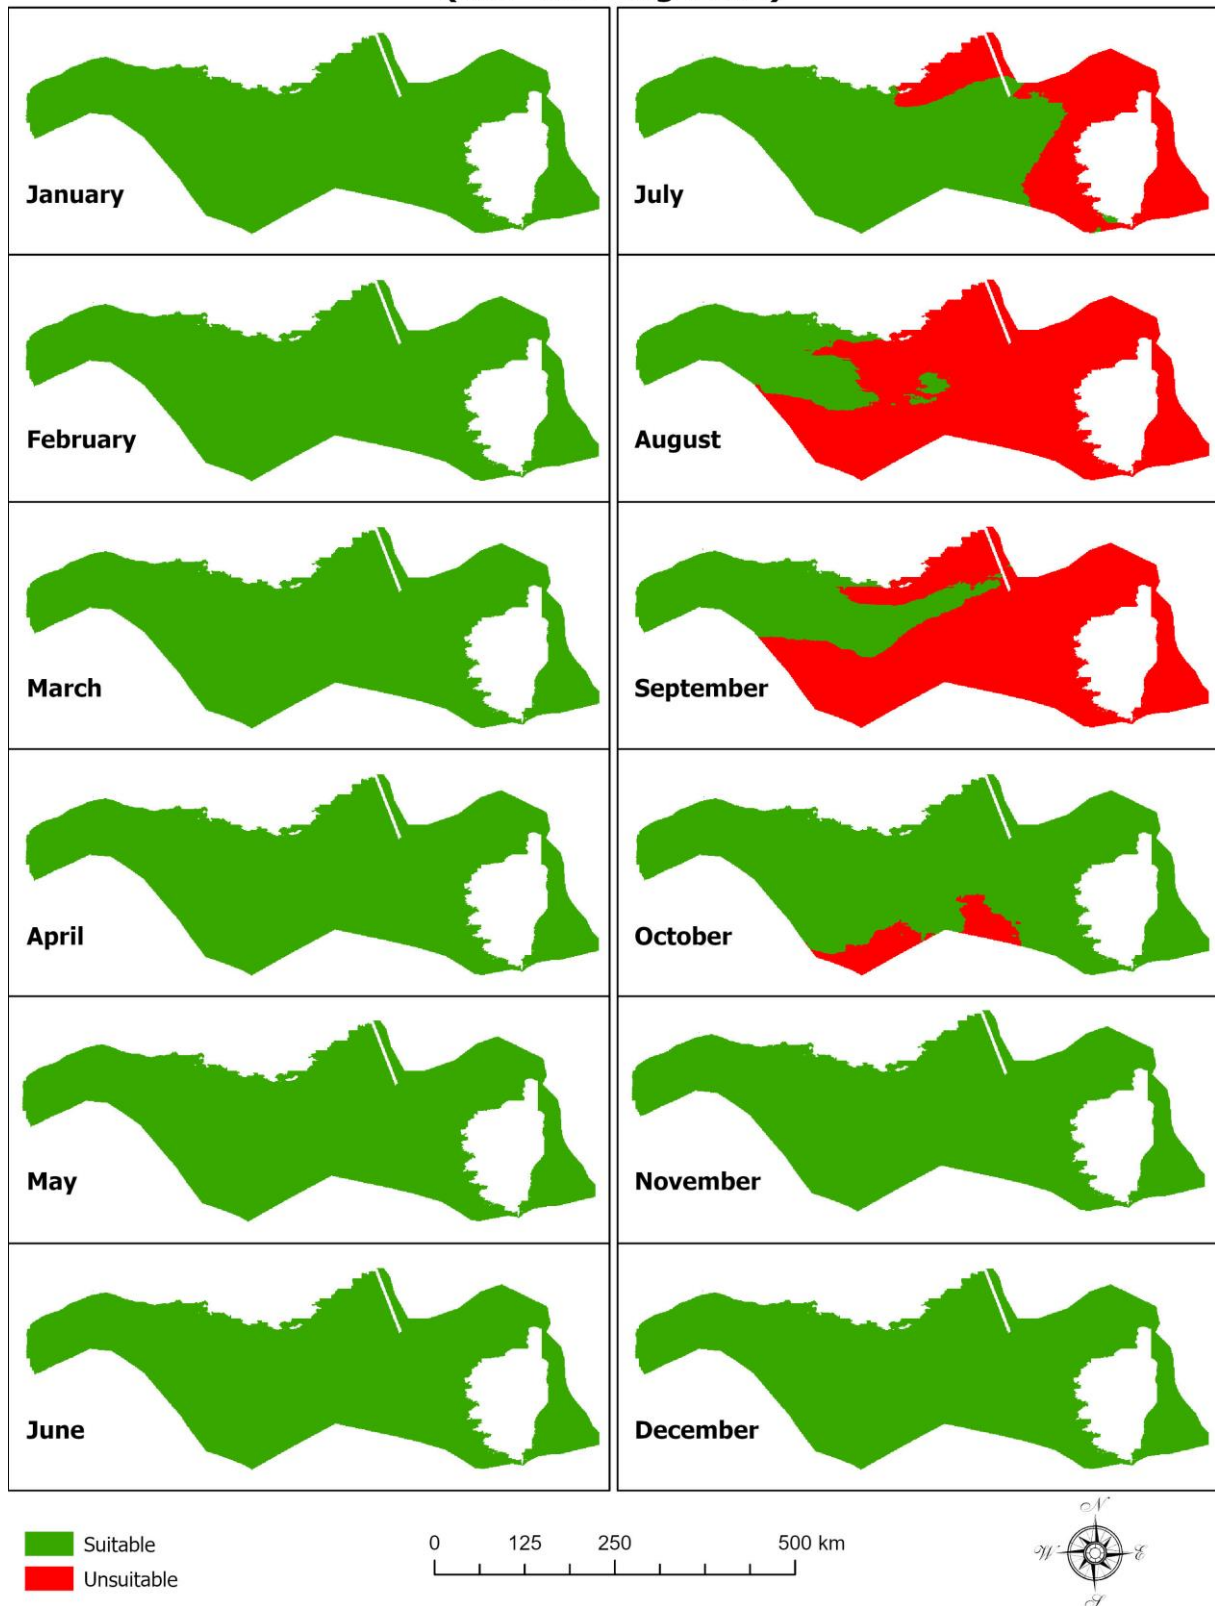 January
July
February
August
March
September
April
October
May
November
June
December
Suitable
Unsuitable
0 125 250 500 km
N
W E
S